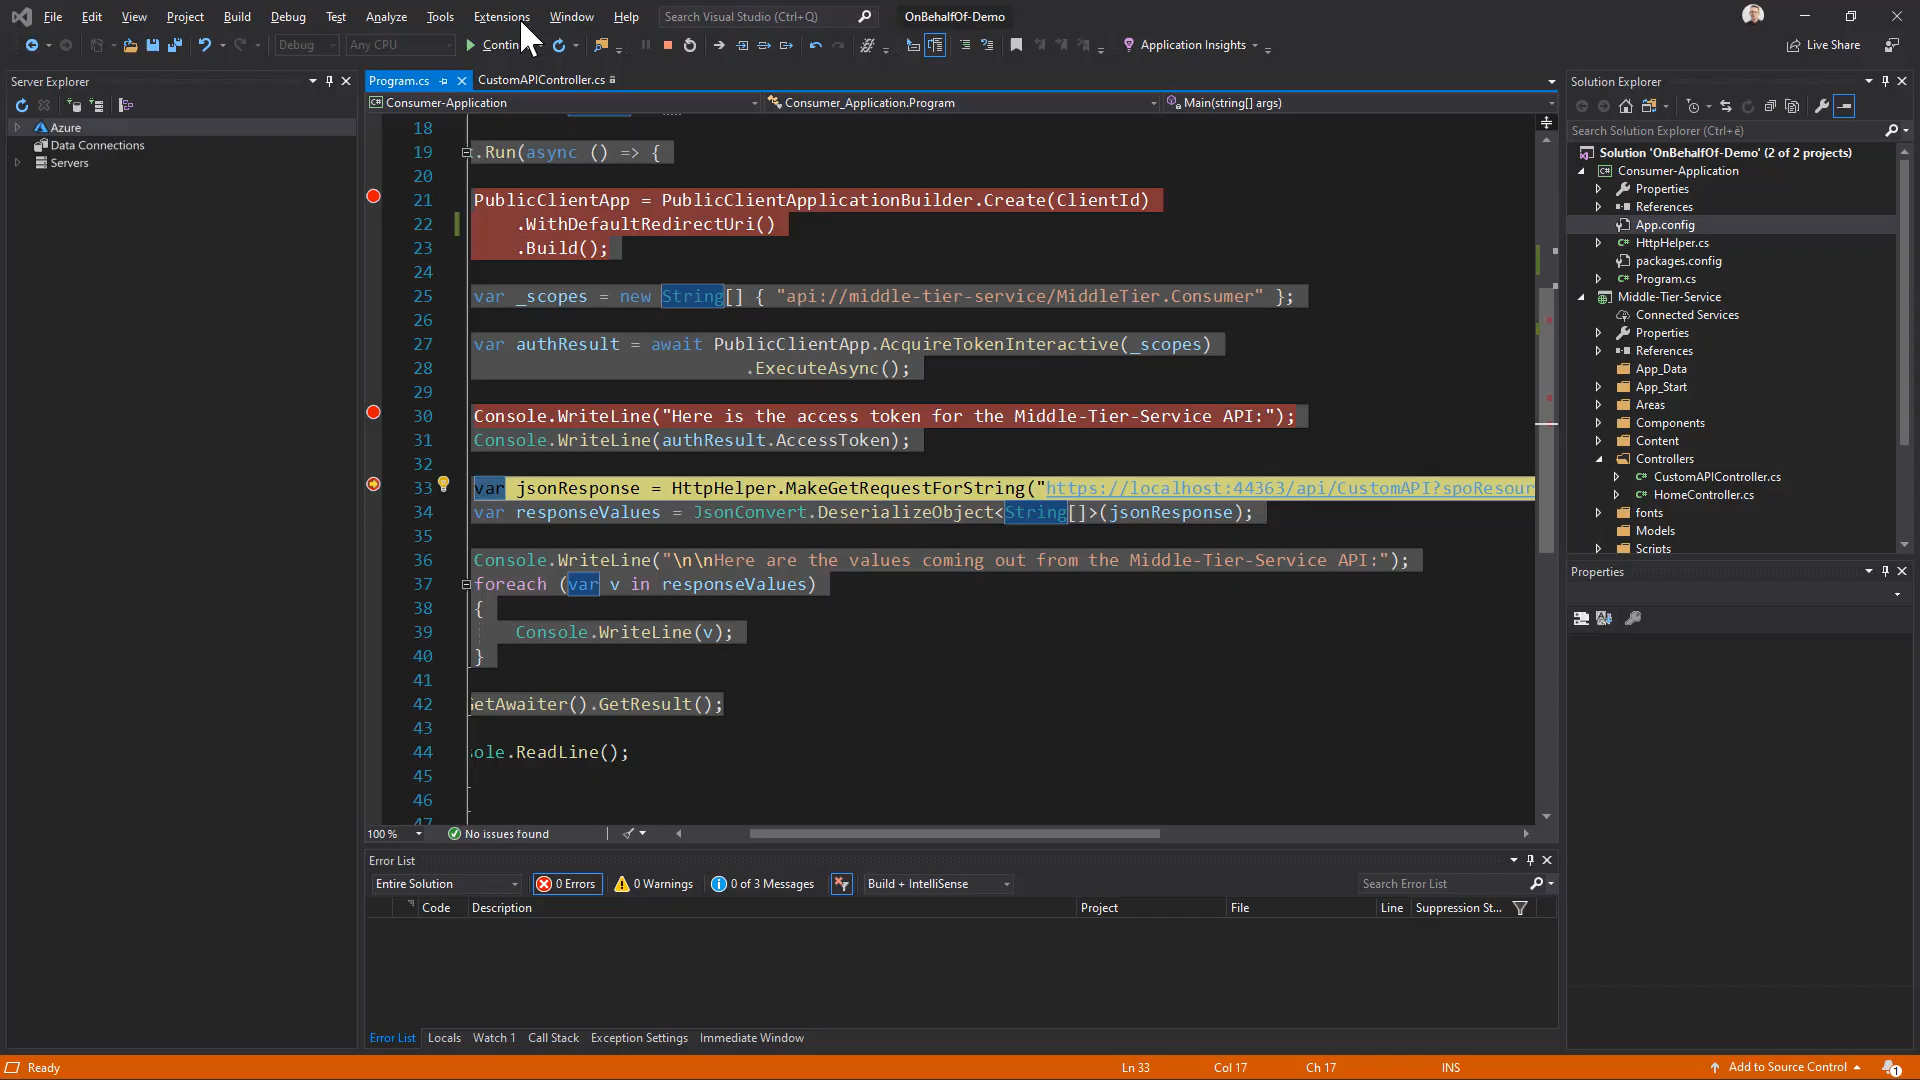 File Edit View Project Build Debug Test Analyze Tools Extensions Window Help Search Visual Studio (Ctrl+Q) OnBehalfOf-Demo
Debug Any CPU Application Insights Live Share
Server Explorer
Azure
Data Connections
Servers
Program.cs CustomAPIController.cs
Consumer-Application Consumer_Application.Program Main(string[] args)
18
19 .Run(async () => {
20
21 PublicClientApp = PublicClientApplicationBuilder.Create(ClientId)
22 .WithDefaultRedirectUri()
23 .Build();
24
25 var _scopes = new String[] { "api://middle-tier-service/MiddleTier.Consumer" };
26
27 var authResult = await PublicClientApp.AcquireTokenInteractive(_scopes)
28 .ExecuteAsync();
29
30 Console.WriteLine("Here is the access token for the Middle-Tier-Service API:");
31 Console.WriteLine(authResult.AccessToken);
32
33 var jsonResponse = HttpHelper.MakeGetRequestForString("https://localhost:44363/api/CustomAPI?spoResour
34 var responseValues = JsonConvert.DeserializeObject<String[]>(jsonResponse);
35
36 Console.WriteLine("\n\nHere are the values coming out from the Middle-Tier-Service API:");
37 foreach (var v in responseValues)
38 {
39 Console.WriteLine(v);
40 }
41
42 GetAwaiter().GetResult();
43
44 sole.ReadLine();
45
46
47
100% No issues found
Error List
Entire Solution 0 Errors 0 Warnings 0 of 3 Messages Build + IntelliSense Search Error List
Code Description Project File Line Suppression St...
Error List Locals Watch 1 Call Stack Exception Settings Immediate Window
Solution Explorer
Search Solution Explorer (Ctrl+è)
Solution 'OnBehalfOf-Demo' (2 of 2 projects)
Consumer-Application
Properties
References
App.config
HttpHelper.cs
packages.config
Program.cs
Middle-Tier-Service
Connected Services
Properties
References
App_Data
App_Start
Areas
Components
Content
Controllers
CustomAPIController.cs
HomeController.cs
fonts
Models
Scripts
Properties
Ready Ln 33 Col 17 Ch 17 INS Add to Source Control 1